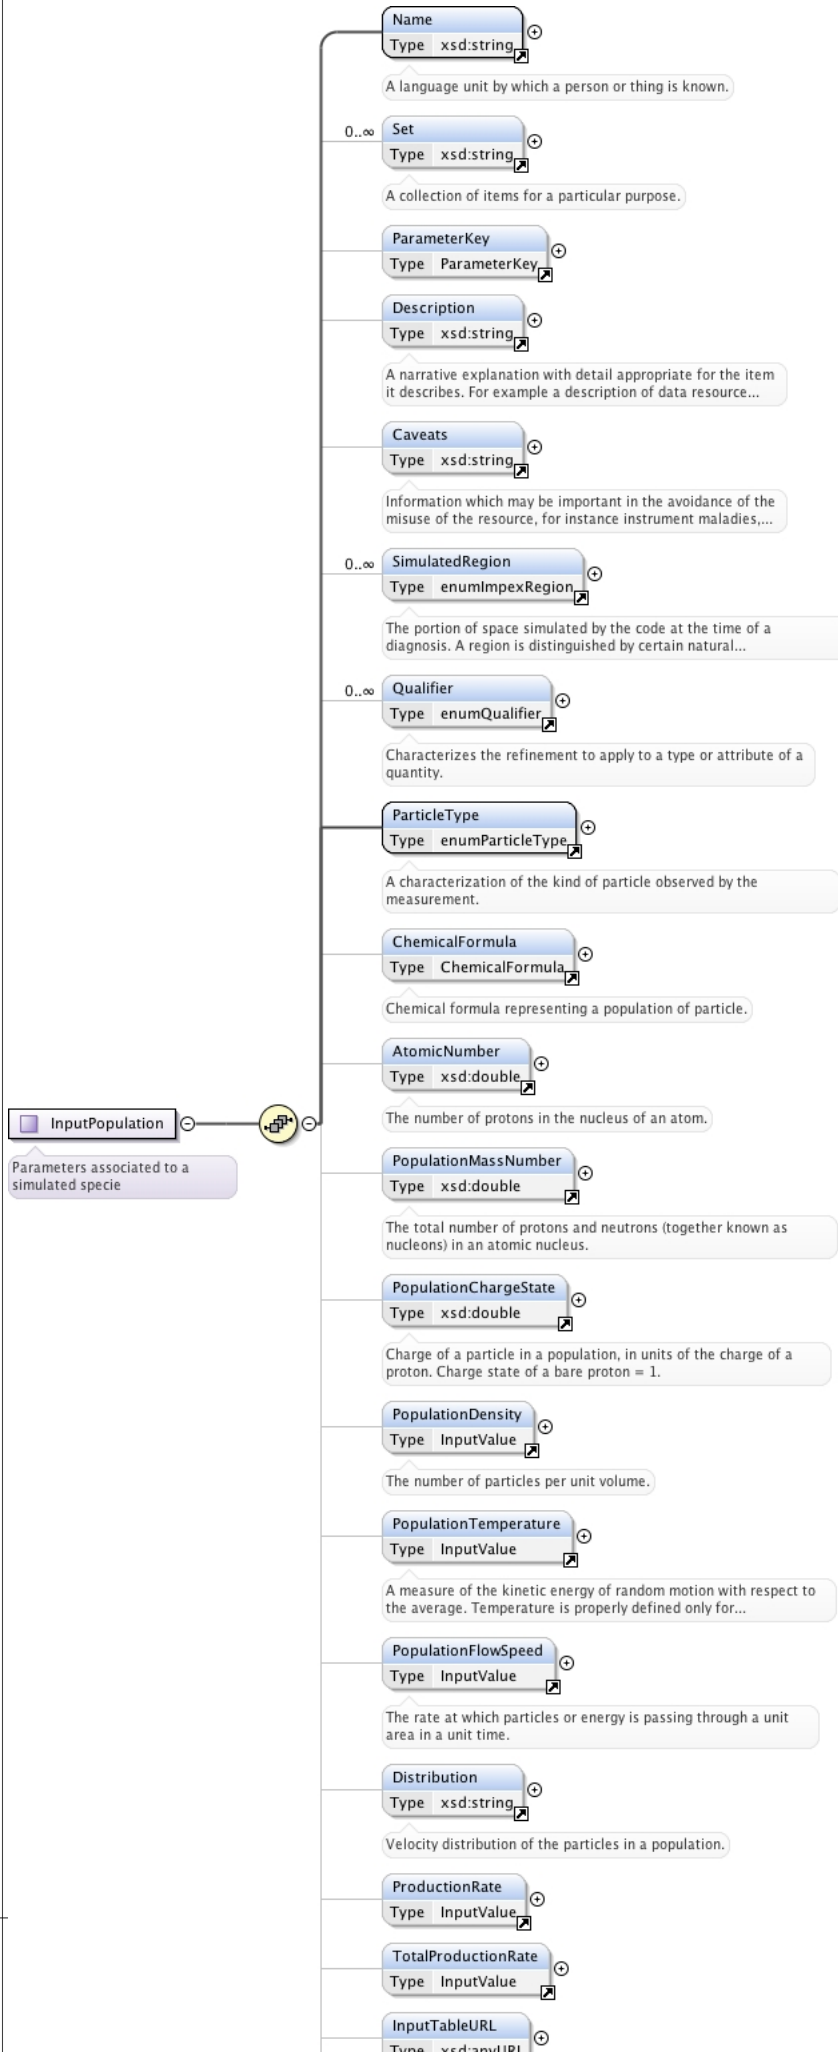 Name
Type xsd:string
A language unit by which a person or thing is known.
0..∞
Set
Type xsd:string
A collection of items for a particular purpose.
ParameterKey
Type ParameterKey
Description
Type xsd:string
A narrative explanation with detail appropriate for the item
it describes. For example a description of data resource...
Caveats
Type xsd:string
Information which may be important in the avoidance of the
misuse of the resource, for instance instrument maladies,...
0..∞
SimulatedRegion
Type enumImpexRegion
The portion of space simulated by the code at the time of a
diagnosis. A region is distinguished by certain natural...
0..∞
Qualifier
Type enumQualifier
Characterizes the refinement to apply to a type or attribute of a
quantity.
ParticleType
Type enumParticleType
A characterization of the kind of particle observed by the
measurement.
ChemicalFormula
Type ChemicalFormula
Chemical formula representing a population of particle.
AtomicNumber
Type xsd:double
The number of protons in the nucleus of an atom.
InputPopulation
Parameters associated to a
simulated specie
PopulationMassNumber
Type xsd:double
The total number of protons and neutrons (together known as
nucleons) in an atomic nucleus.
PopulationChargeState
Type xsd:double
Charge of a particle in a population, in units of the charge of a
proton. Charge state of a bare proton = 1.
PopulationDensity
Type InputValue
The number of particles per unit volume.
PopulationTemperature
Type InputValue
A measure of the kinetic energy of random motion with respect to
the average. Temperature is properly defined only for...
PopulationFlowSpeed
Type InputValue
The rate at which particles or energy is passing through a unit
area in a unit time.
Distribution
Type xsd:string
Velocity distribution of the particles in a population.
ProductionRate
Type InputValue
TotalProductionRate
Type InputValue
InputTableURL
Type xsd:anyURI